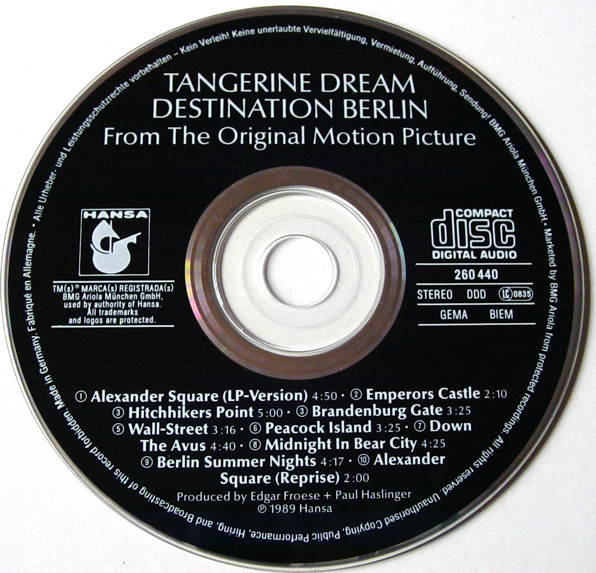 Alle Urheber- und Leistungsschutzrechte vorbehalten – Kein Verleih! Keine unerlaubte Vervielfältigung, Vermietung, Aufführung, Sendung! BMG Ariola München GmbH. • Marketed by BMG Ariola from protected recordings. All rights reserved. Unauthorised Copying, Public Performance, Hiring, and Broadcasting of this record forbidden. Made in Germany. Fabriqué en Allemagne. •
TANGERINE DREAM
DESTINATION BERLIN
From The Original Motion Picture
HANSA
TM(s)® MARCA(s) REGISTRADA(s)
BMG Ariola München GmbH,
used by authority of Hansa.
All trademarks
and logos are protected.
COMPACT
disc
DIGITAL AUDIO
260 440
STEREO DDD LC 0835
GEMA BIEM
① Alexander Square (LP-Version) 4:50 · ② Emperors Castle 2:10
③ Hitchhikers Point 5:00 · ③ Brandenburg Gate 3:25
⑤ Wall-Street 3:16 · ⑥ Peacock Island 3:25 · ⑦ Down
The Avus 4:40 · ⑧ Midnight In Bear City 4:25
⑨ Berlin Summer Nights 4:17 · ⑩ Alexander
Square (Reprise) 2:00
Produced by Edgar Froese + Paul Haslinger
℗ 1989 Hansa